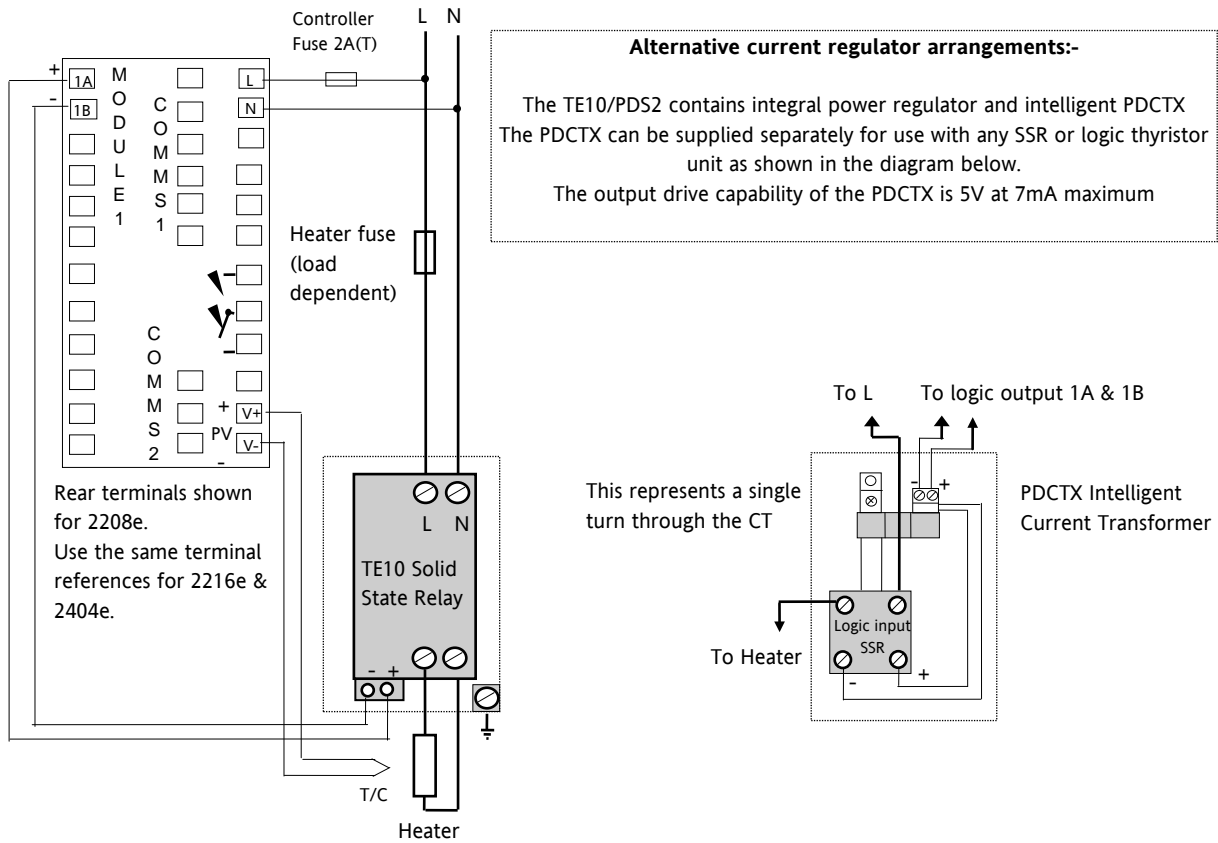 Controller
Fuse 2A(T)
L N
Alternative current regulator arrangements:-
The TE10/PDS2 contains integral power regulator and intelligent PDCTX
The PDCTX can be supplied separately for use with any SSR or logic thyristor
unit as shown in the diagram below.
The output drive capability of the PDCTX is 5V at 7mA maximum
+
1A
-
1B
MODULE 1
COMMS 1
L
N
Heater fuse
(load
dependent)
COMMS 2
+
PV
-
V+
V-
Rear terminals shown
for 2208e.
Use the same terminal
references for 2216e &
2404e.
L N
TE10 Solid
State Relay
- +
T/C
Heater
To L
To logic output 1A & 1B
This represents a single
turn through the CT
- +
PDCTX Intelligent
Current Transformer
Logic input
SSR
To Heater
- +